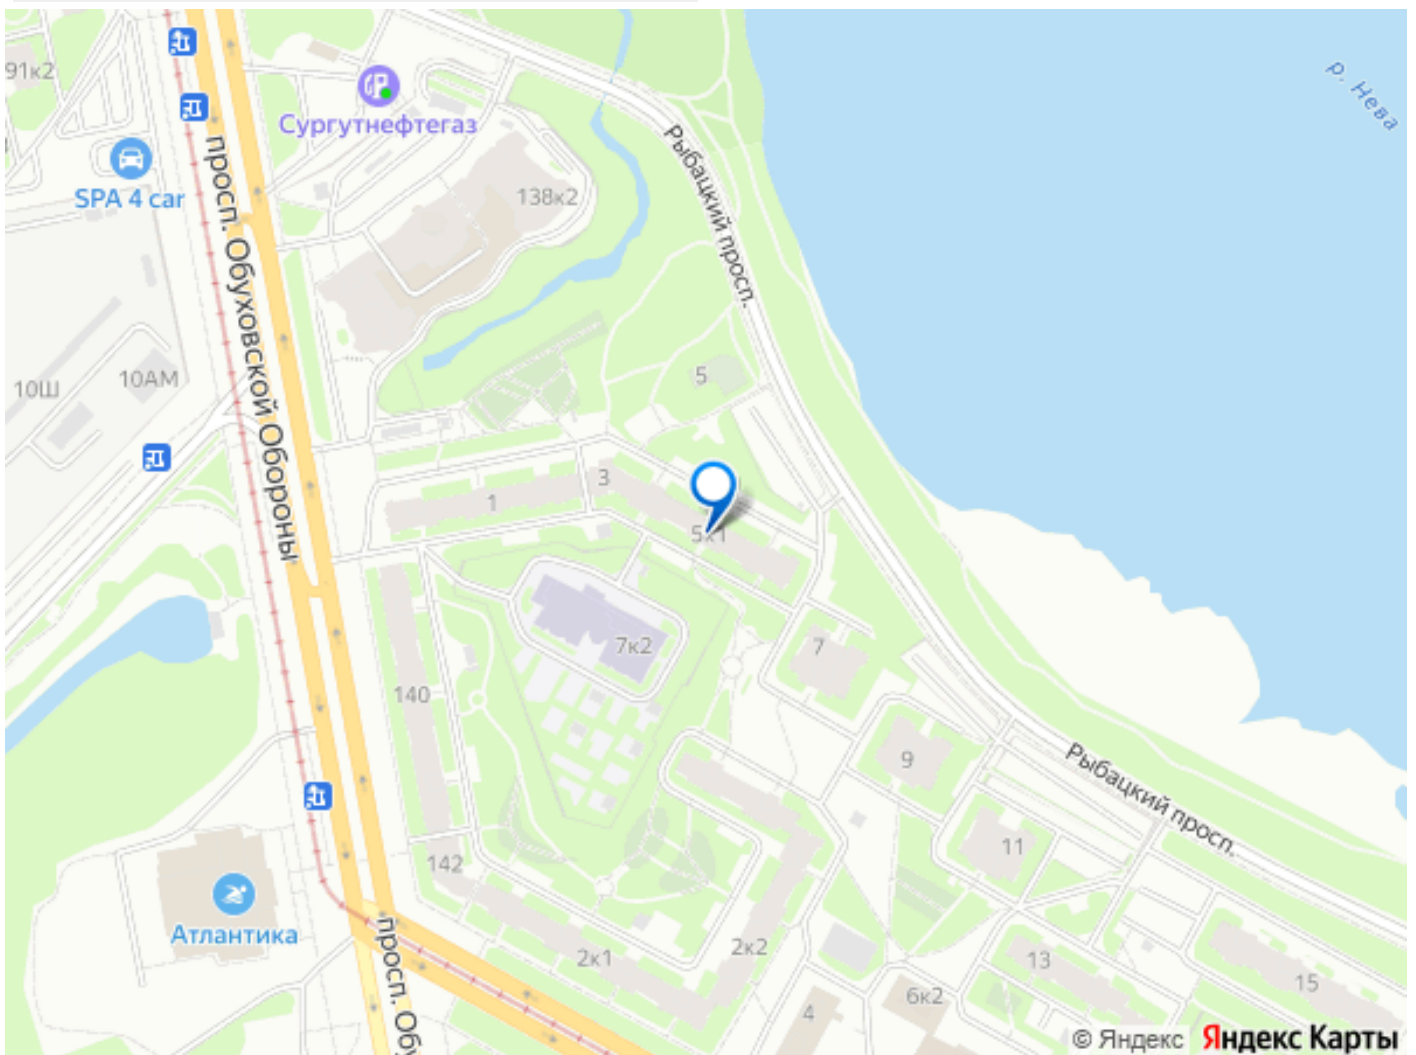 91к2
Сургутнефтегаз
р. Нева
SPA 4 car
138к2
Рыбацкий просп.
просп. Обуховской Обороны
10Ш
10АМ
5
3
1
5к1
7к2
7
140
9
Рыбацкий просп.
11
142
Атлантика
просп. Обу
2к1
2к2
13
15
6к2
4
© Яндекс Яндекс Карты